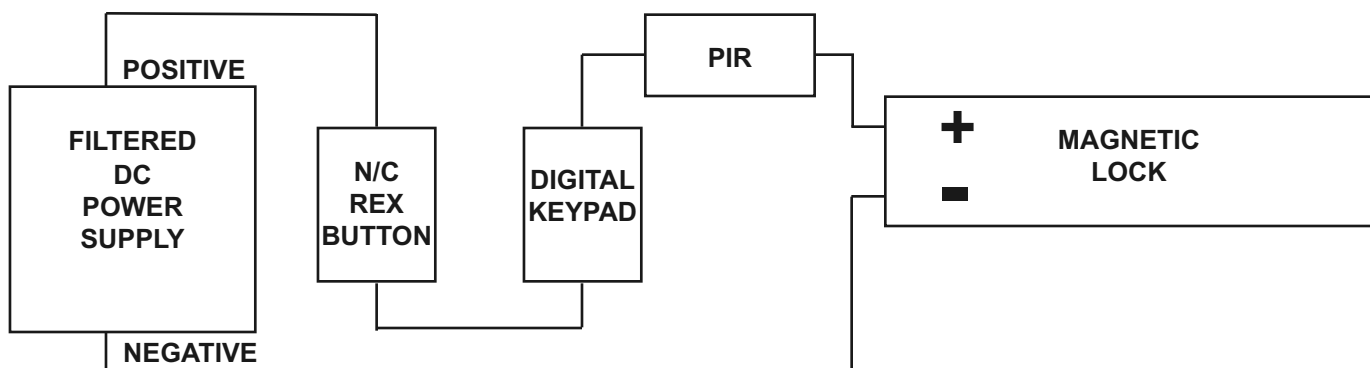 POSITIVE
FILTERED
DC
POWER
SUPPLY
NEGATIVE
N/C
REX
BUTTON
DIGITAL
KEYPAD
PIR
+
-
MAGNETIC
LOCK